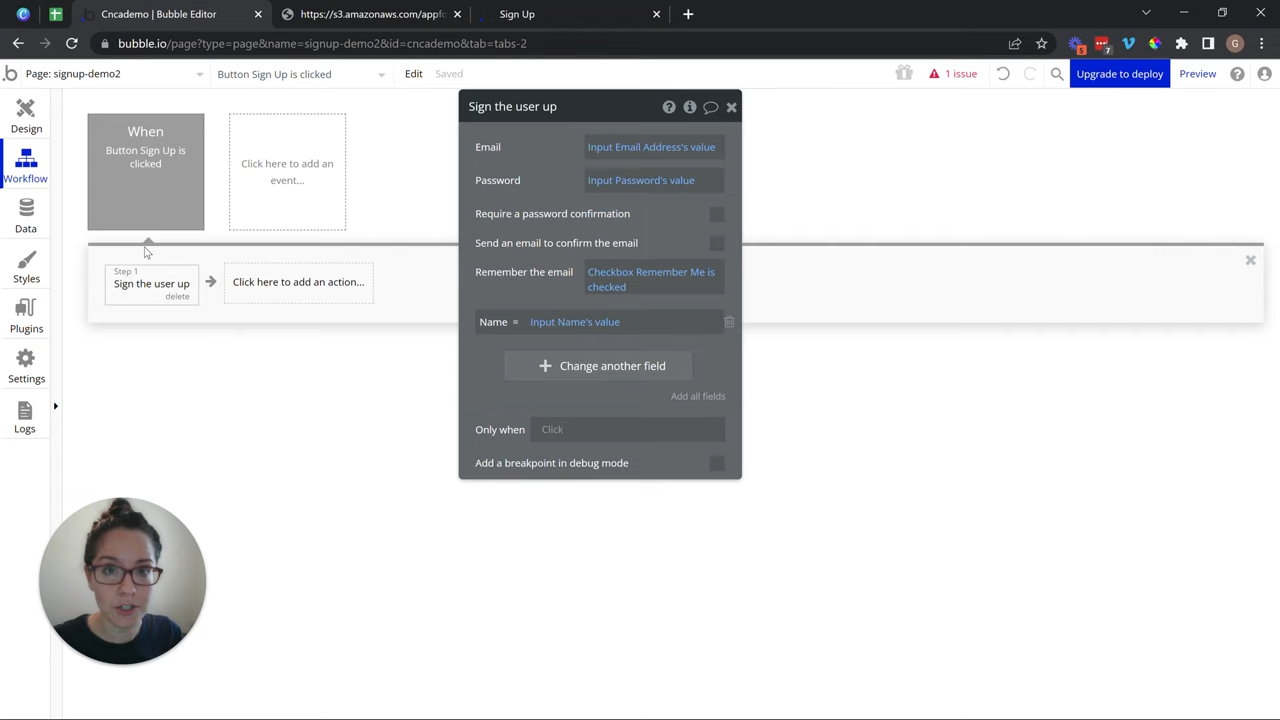 Cncademo | Bubble Editor
https://s3.amazonaws.com/appfo
Sign Up
bubble.io/page?type=page&name=signup-demo2&id=cncademo&tab=tabs-2
5
7
G
Page: signup-demo2
Button Sign Up is clicked
Edit
Saved
1 issue
Upgrade to deploy
Preview
Design
Workflow
Data
Styles
Plugins
Settings
Logs
When
Button Sign Up is
clicked
Click here to add an
event...
Step 1
Sign the user up
delete
Click here to add an action...
Sign the user up
Email
Input Email Address's value
Password
Input Password's value
Require a password confirmation
Send an email to confirm the email
Remember the email
Checkbox Remember Me is
checked
Name =
Input Name's value
Change another field
Add all fields
Only when
Click
Add a breakpoint in debug mode